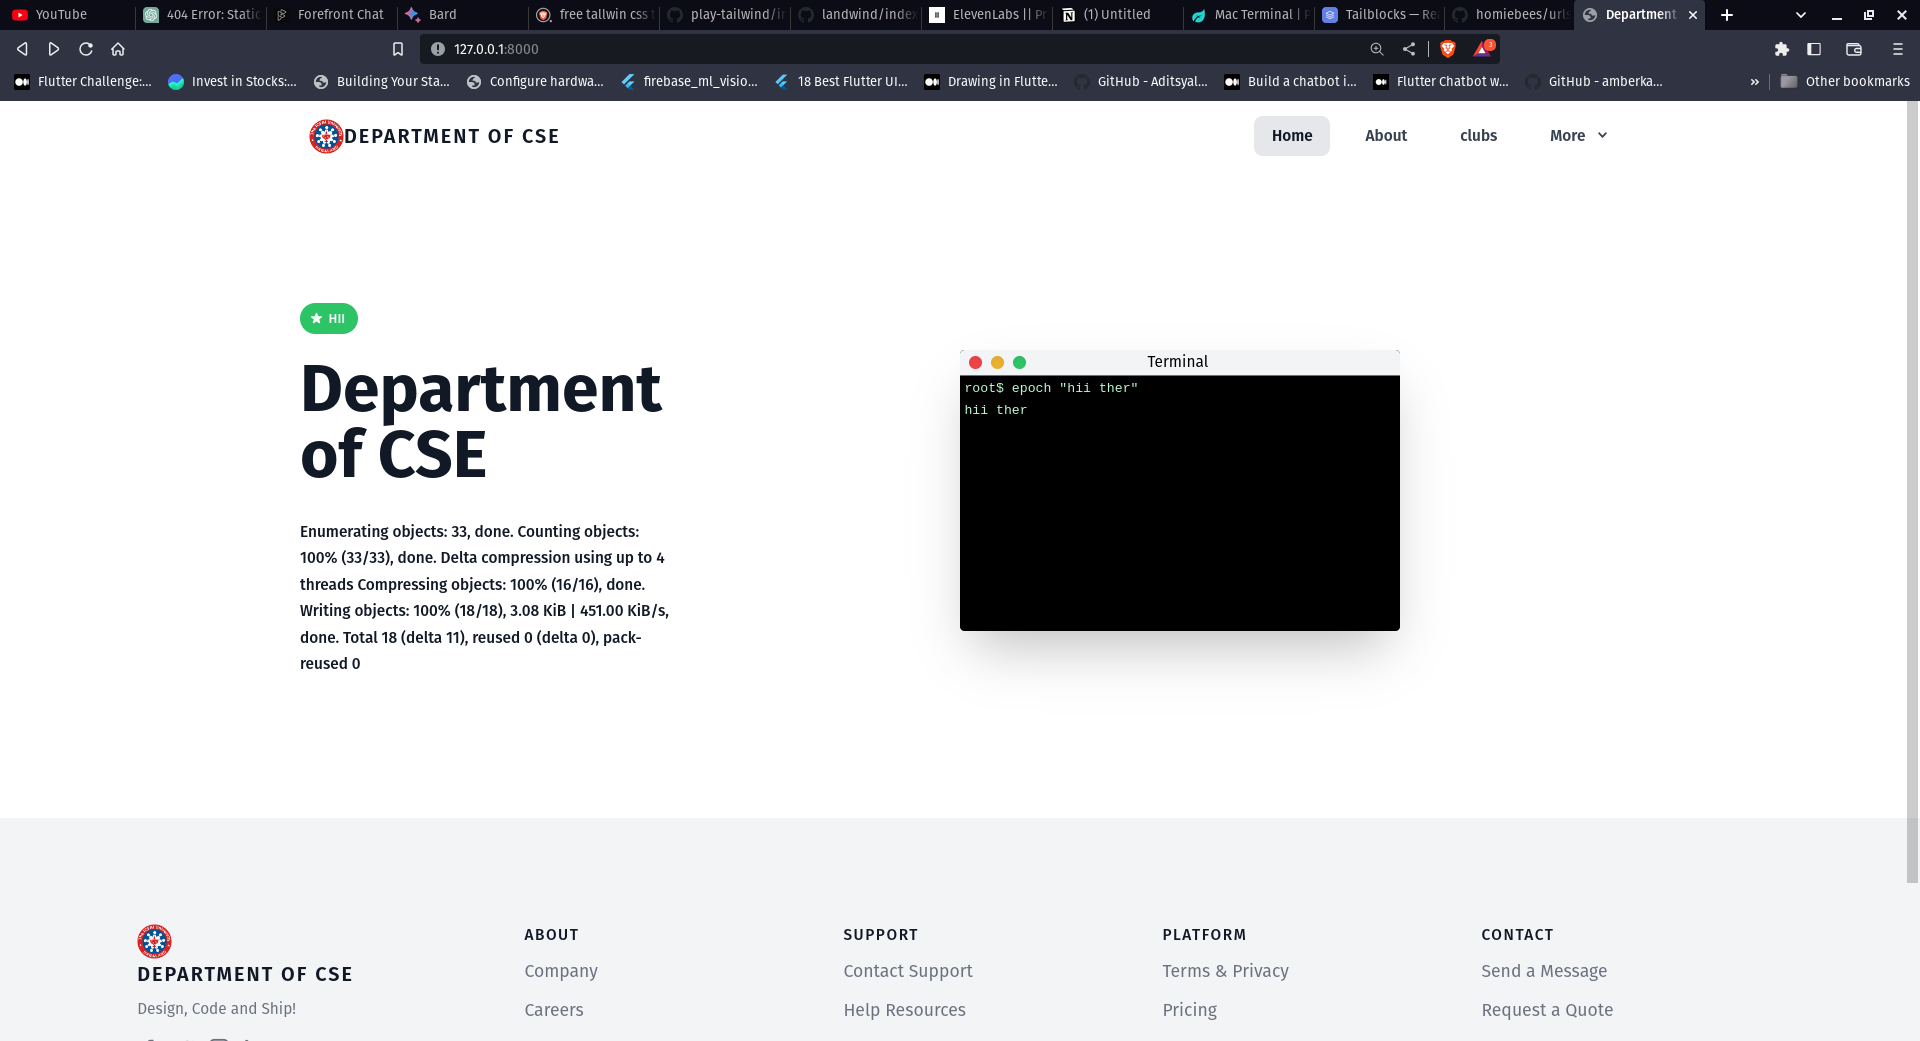 YouTube
404 Error: Static
Forefront Chat
Bard
free tallwin css
play-tailwind/
landwind/index
ElevenLabs || Pr
(1) Untitled
Mac Terminal |
Tailblocks — Re
homiebees/urls
Department
127.0.0.1:8000
3
Flutter Challenge:...
Invest in Stocks:...
Building Your Sta...
Configure hardwa...
firebase_ml_visio...
18 Best Flutter UI...
Drawing in Flutte...
GitHub - Aditsyal...
Build a chatbot i...
Flutter Chatbot w...
GitHub - amberka...
»
Other bookmarks
DEPARTMENT OF CSE
Home
About
clubs
More
HII
Department
of CSE
Enumerating objects: 33, done. Counting objects:
100% (33/33), done. Delta compression using up to 4
threads Compressing objects: 100% (16/16), done.
Writing objects: 100% (18/18), 3.08 KiB | 451.00 KiB/s,
done. Total 18 (delta 11), reused 0 (delta 0), pack-
reused 0
Terminal
root$ epoch "hii ther"
hii ther
DEPARTMENT OF CSE
Design, Code and Ship!
ABOUT
Company
Careers
SUPPORT
Contact Support
Help Resources
PLATFORM
Terms & Privacy
Pricing
CONTACT
Send a Message
Request a Quote